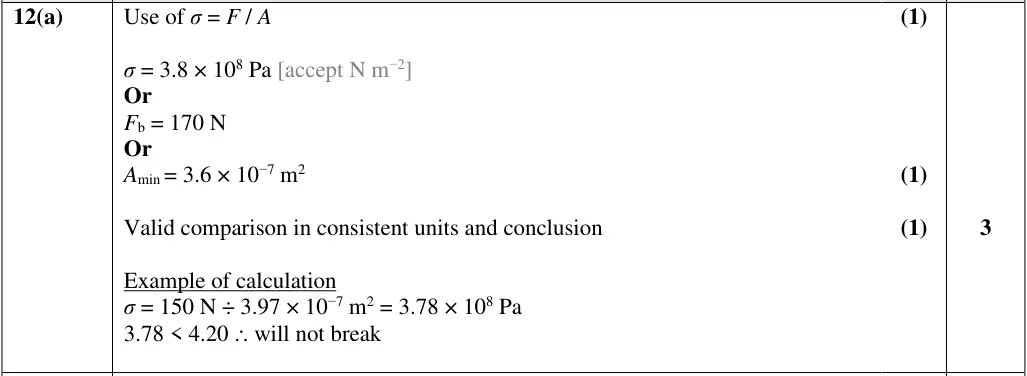 12(a) Use of σ = F / A (1)
σ = 3.8 × 10⁸ Pa [accept N m⁻²]
Or
F_b = 170 N
Or
A_min = 3.6 × 10⁻⁷ m² (1)
Valid comparison in consistent units and conclusion (1) 3
Example of calculation
σ = 150 N ÷ 3.97 × 10⁻⁷ m² = 3.78 × 10⁸ Pa
3.78 < 4.20 ∴ will not break